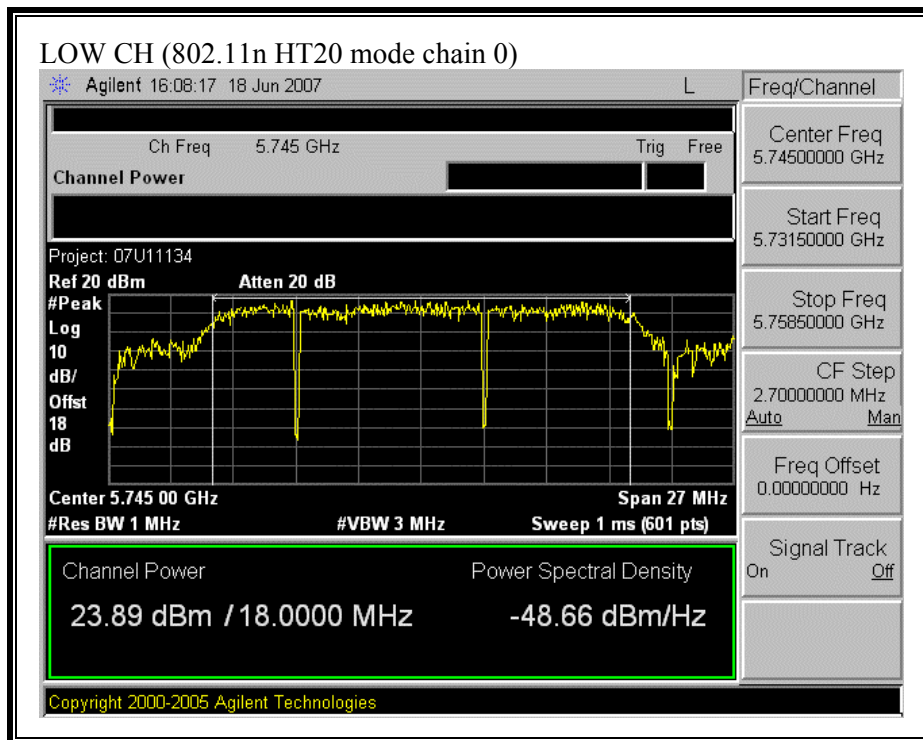 LOW CH (802.11n HT20 mode chain 0)
Agilent 16:08:17 18 Jun 2007 L
Freq/Channel
Ch Freq 5.745 GHz Trig Free
Channel Power
Center Freq
5.74500000 GHz
Start Freq
5.73150000 GHz
Stop Freq
5.75850000 GHz
CF Step
2.70000000 MHz
Auto Man
Freq Offset
0.00000000 Hz
Signal Track
On Off
Project: 07U11134
Ref 20 dBm Atten 20 dB
#Peak
Log
10
dB/
Offst
18
dB
Center 5.745 00 GHz Span 27 MHz
#Res BW 1 MHz #VBW 3 MHz Sweep 1 ms (601 pts)
Channel Power Power Spectral Density
23.89 dBm / 18.0000 MHz -48.66 dBm/Hz
Copyright 2000-2005 Agilent Technologies